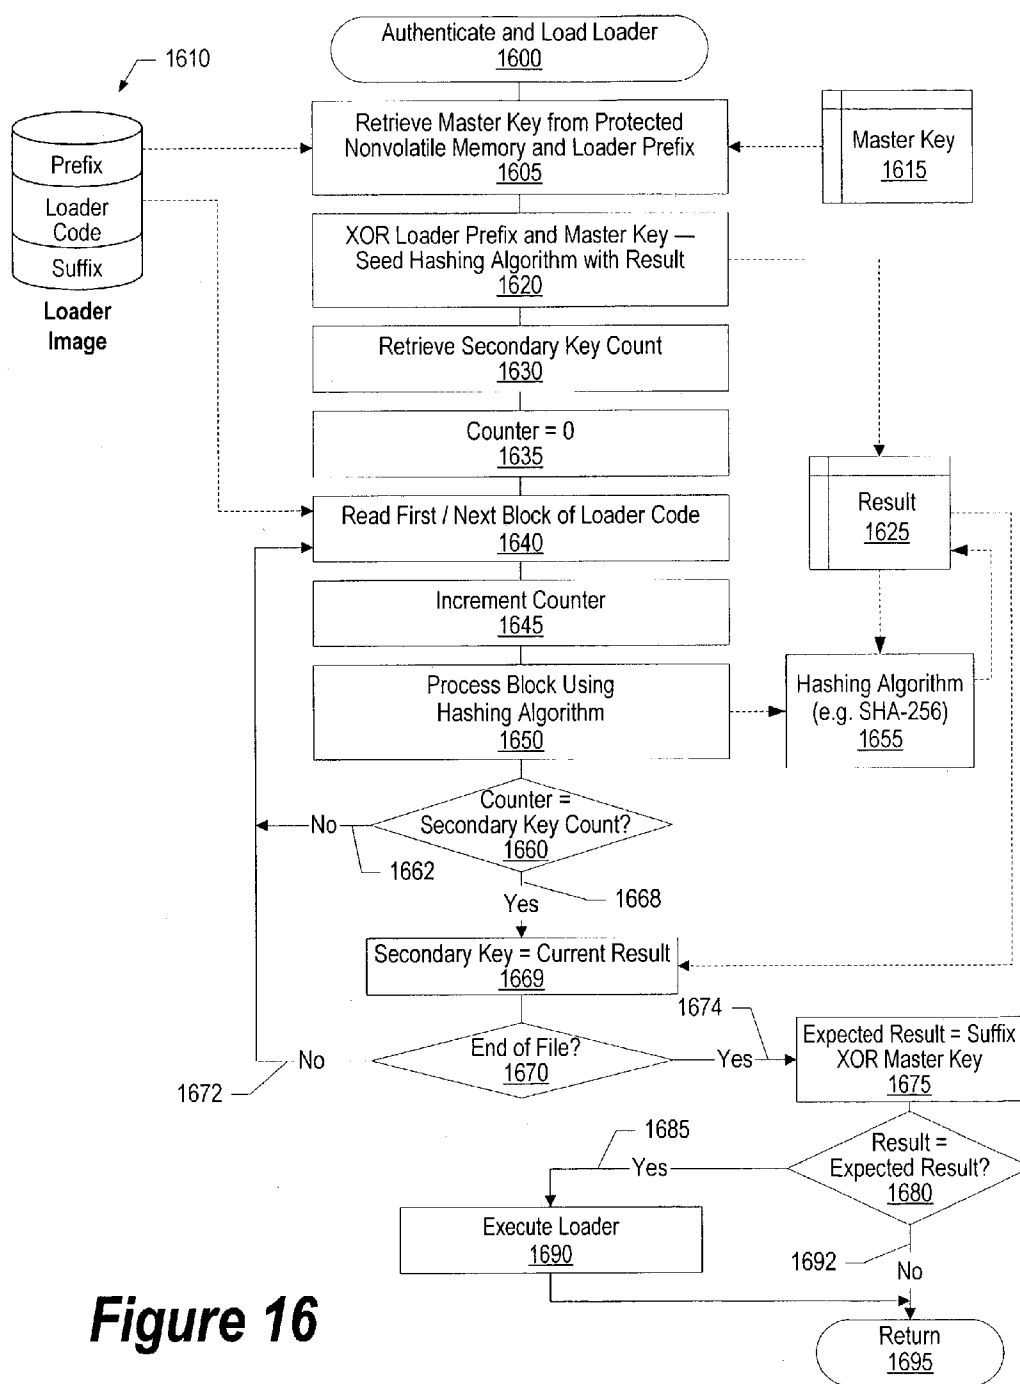 Authenticate and Load Loader
1600
1610
Prefix
Loader
Code
Suffix
Loader
Image
Retrieve Master Key from Protected
Nonvolatile Memory and Loader Prefix
1605
Master Key
1615
XOR Loader Prefix and Master Key —
Seed Hashing Algorithm with Result
1620
Retrieve Secondary Key Count
1630
Counter = 0
1635
Result
1625
Read First / Next Block of Loader Code
1640
Increment Counter
1645
Process Block Using
Hashing Algorithm
1650
Hashing Algorithm
(e.g. SHA-256)
1655
Counter =
Secondary Key Count?
1660
No
1662
1668
Yes
Secondary Key = Current Result
1669
End of File?
1670
No
1672
1674
Yes
Expected Result = Suffix
XOR Master Key
1675
Result =
Expected Result?
1680
1685
Yes
Execute Loader
1690
1692
No
Return
1695
Figure 16